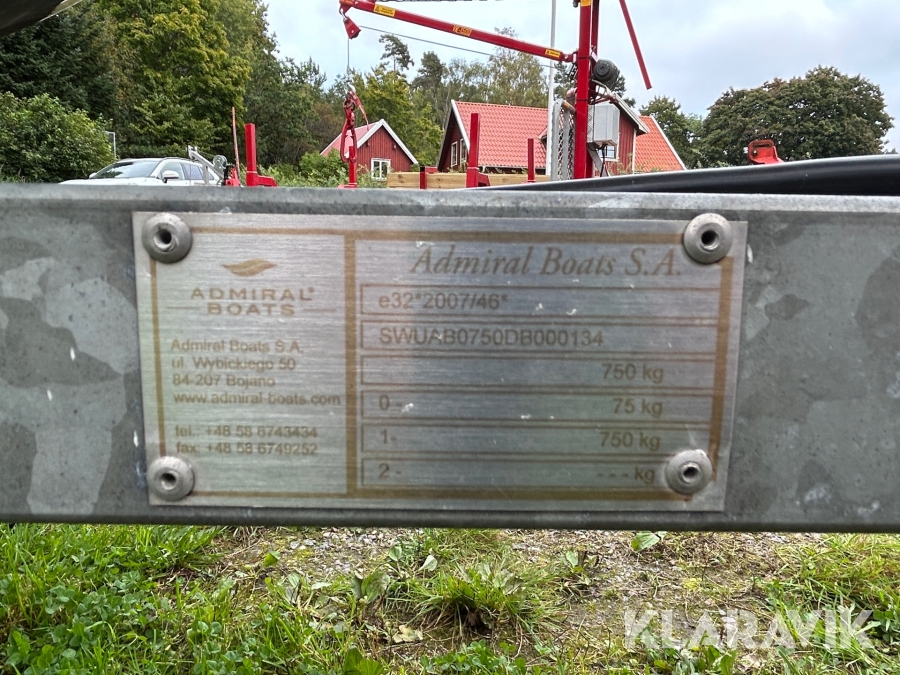 ADMIRAL®
BOATS
Admiral Boats S.A.
ul. Wybickiego 50
84-207 Bojano
www.admiral-boats.com
tel.: +48 58 6743434
fax: +48 58 6749252
Admiral Boats S.A.
e32*2007/46*
SWUAB0750DB000134
750 kg
0 - 75 kg
1- 750 kg
2 - - - kg
KLARAVIK